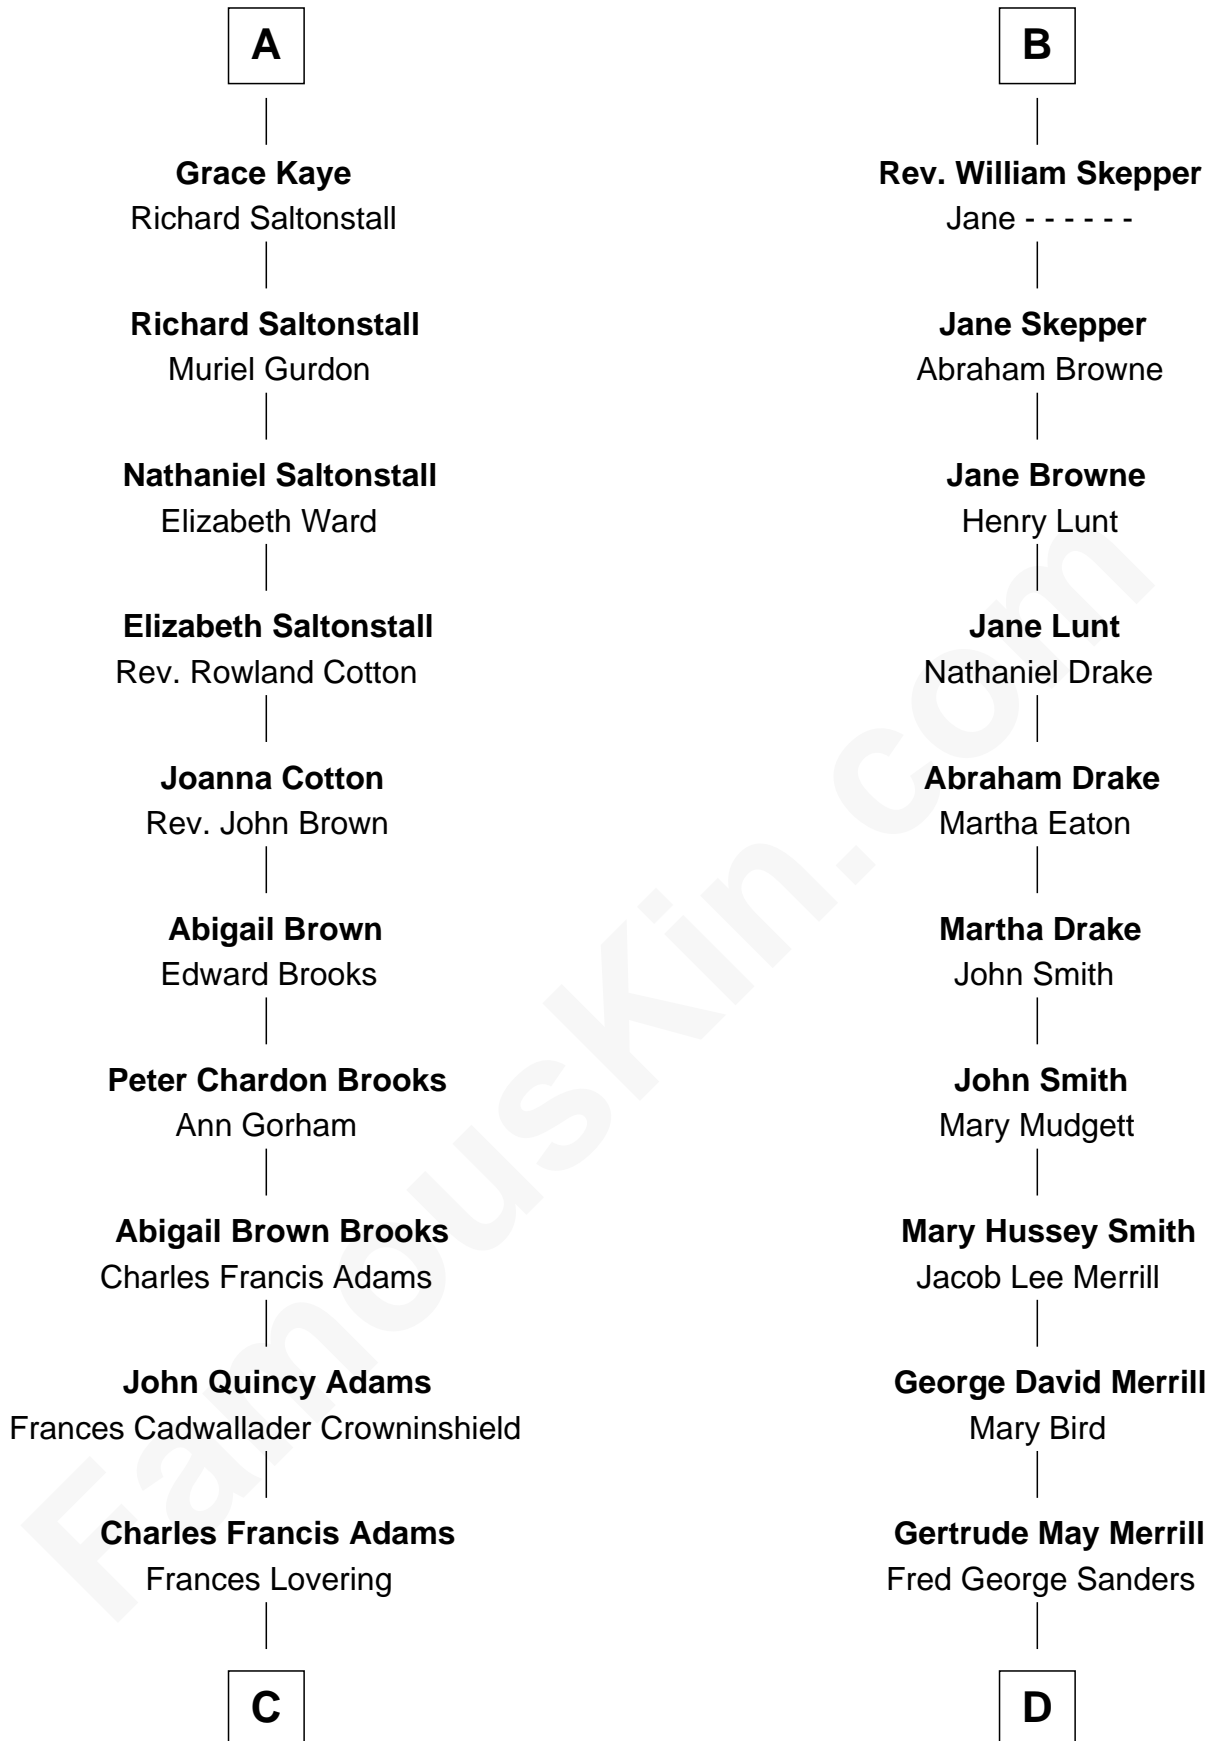 A
Grace Kaye
Richard Saltonstall
Richard Saltonstall
Muriel Gurdon
Nathaniel Saltonstall
Elizabeth Ward
Elizabeth Saltonstall
Rev. Rowland Cotton
Joanna Cotton
Rev. John Brown
Abigail Brown
Edward Brooks
Peter Chardon Brooks
Ann Gorham
Abigail Brown Brooks
Charles Francis Adams
John Quincy Adams
Frances Cadwallader Crowninshield
Charles Francis Adams
Frances Lovering
C
B
Rev. William Skepper
Jane - - - - - -
Jane Skepper
Abraham Browne
Jane Browne
Henry Lunt
Jane Lunt
Nathaniel Drake
Abraham Drake
Martha Eaton
Martha Drake
John Smith
John Smith
Mary Mudgett
Mary Hussey Smith
Jacob Lee Merrill
George David Merrill
Mary Bird
Gertrude May Merrill
Fred George Sanders
D
FamousKin.com